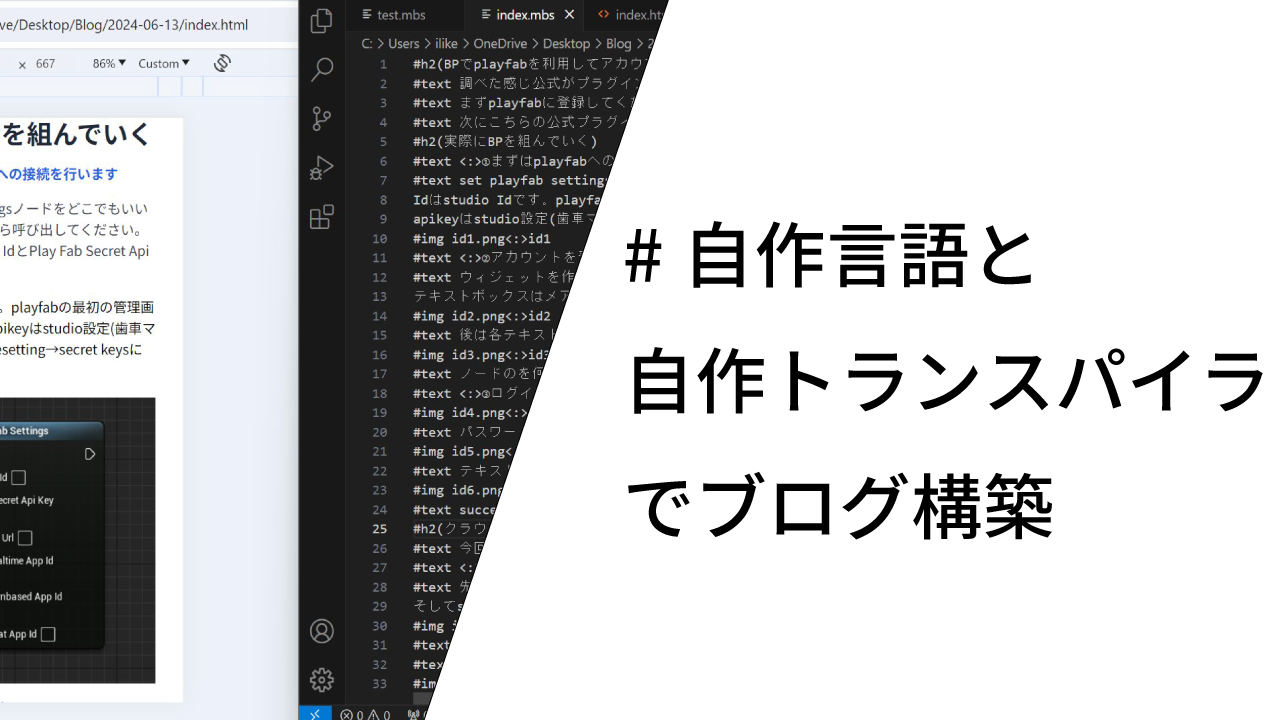 ve/Desktop/Blog/2024-06-13/index.html
× 667 86% Custom
を組んでいく
への接続を行います
gsノードをどこでもいい
ら呼び出してください。
IdとPlay Fab Secret Api
。playfabの最初の管理画
pikeyはstudio設定(歯車マ
esetting→secret keysに
ab Settings
Id
ecret Api Key
Url
altime App Id
nbased App Id
at App Id
test.mbs index.mbs index.ht
C: > Users > ilike > OneDrive > Desktop > Blog > 2
1 #h2(BPでplayfabを利用してアカウ
2 #text 調べた感じ公式がプラグイン
3 #text まずplayfabに登録してく
4 #text 次にこちらの公式プラグイ
5 #h2(実際にBPを組んでいく)
6 #text <:>①まずはplayfabへの
7 #text set playfab settings
8 Idはstudio Idです。playfa
9 apikeyはstudio設定(歯車マ
10 #img id1.png<:>id1
11 #text <:>②アカウントを
12 #text ウィジェットを作
13 テキストボックスはメア
14 #img id2.png<:>id2
15 #text 後は各テキスト
16 #img id3.png<:>id3
17 #text ノードのを何
18 #text <:>③ログイ
19 #img id4.png<:>
20 #text パスワー
21 #img id5.png<
22 #text テキスト
23 #img id6.png
24 #text succe
25 #h2(クラウ
26 #text 今回
27 #text <:
28 #text 先
29 そしてs
30 #img i
31 #text
32 #tex
33 #im
0 0
# 自作言語と
自作トランスパイラ
でブログ構築